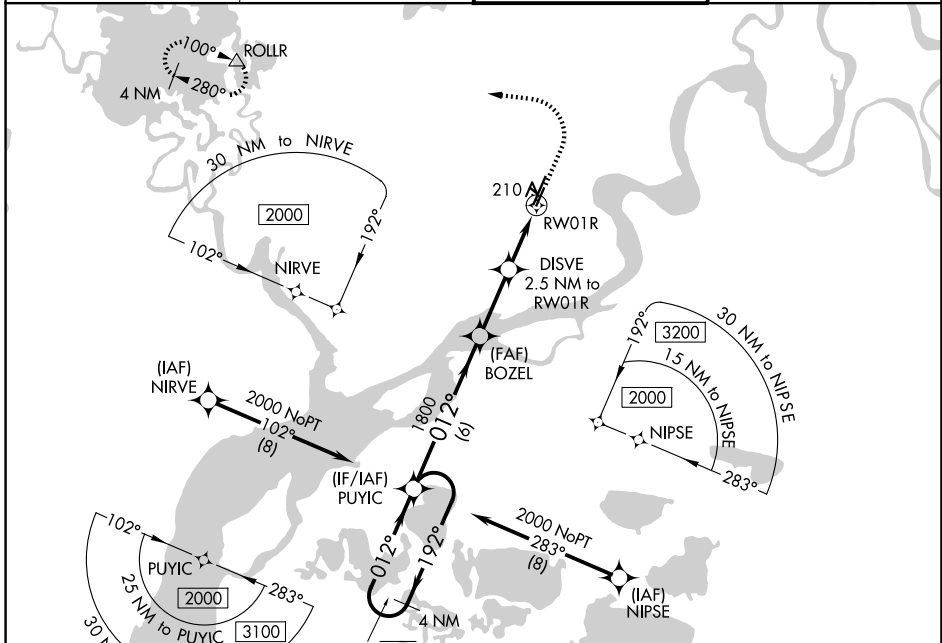 100°
ROLLR
4 NM
280°
30 NM to NIRVE
2000
192°
102°
NIRVE
210
RW01R
DISVE
2.5 NM to
RW01R
(FAF)
BOZEL
192°
3200
30 NM to NIPSE
15 NM to NIPSE
2000
NIPSE
283°
(IAF)
NIRVE
2000 NoPT
102°
(8)
1800
012°
(6)
(IF/IAF)
PUYIC
012°
192°
4 NM
2000 NoPT
283°
(8)
(IAF)
NIPSE
102°
PUYIC
283°
2000
25 NM to PUYIC
3100